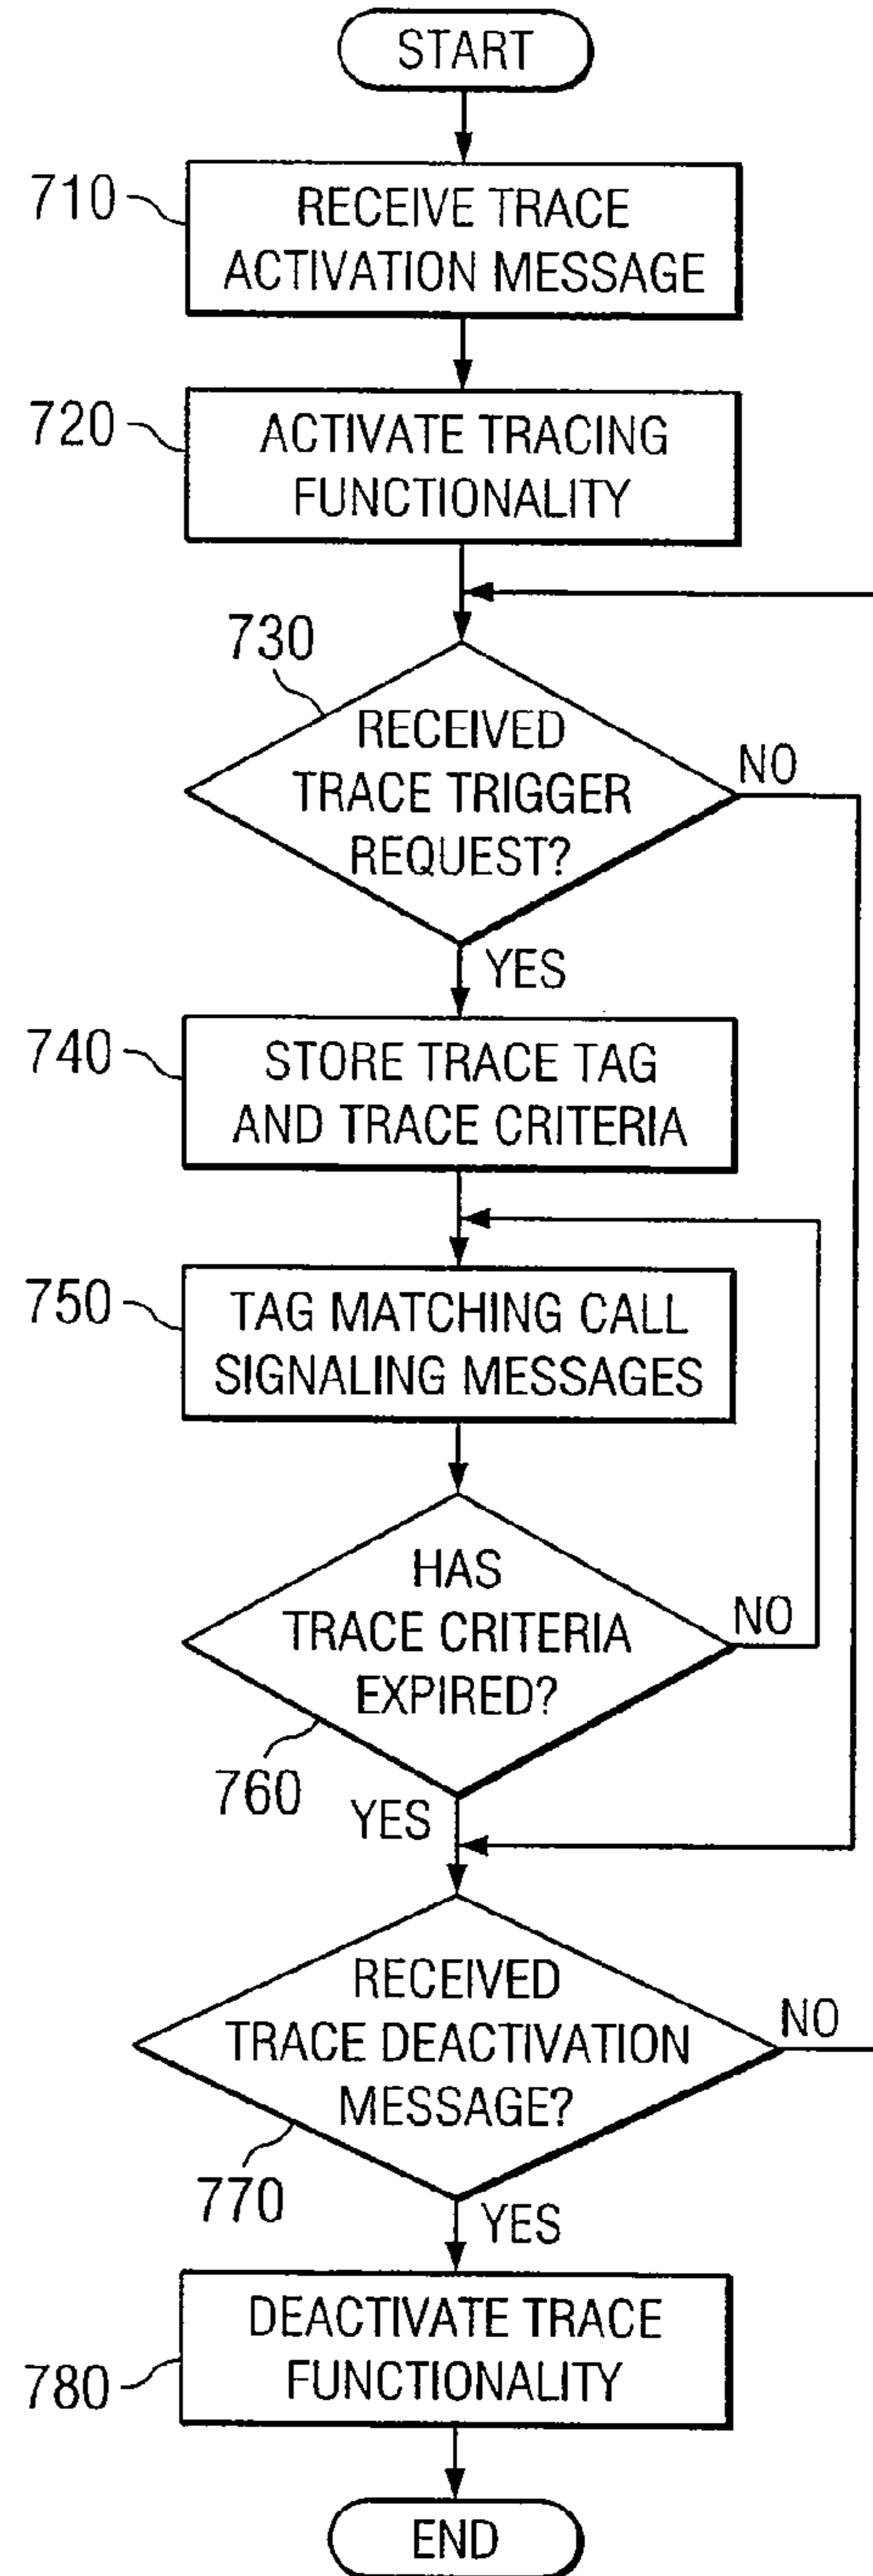 START
710
RECEIVE TRACE
ACTIVATION MESSAGE
720
ACTIVATE TRACING
FUNCTIONALITY
730
RECEIVED
TRACE TRIGGER
REQUEST?
NO
YES
740
STORE TRACE TAG
AND TRACE CRITERIA
750
TAG MATCHING CALL
SIGNALING MESSAGES
HAS
TRACE CRITERIA
EXPIRED?
NO
760
YES
RECEIVED
TRACE DEACTIVATION
MESSAGE?
NO
770
YES
780
DEACTIVATE TRACE
FUNCTIONALITY
END